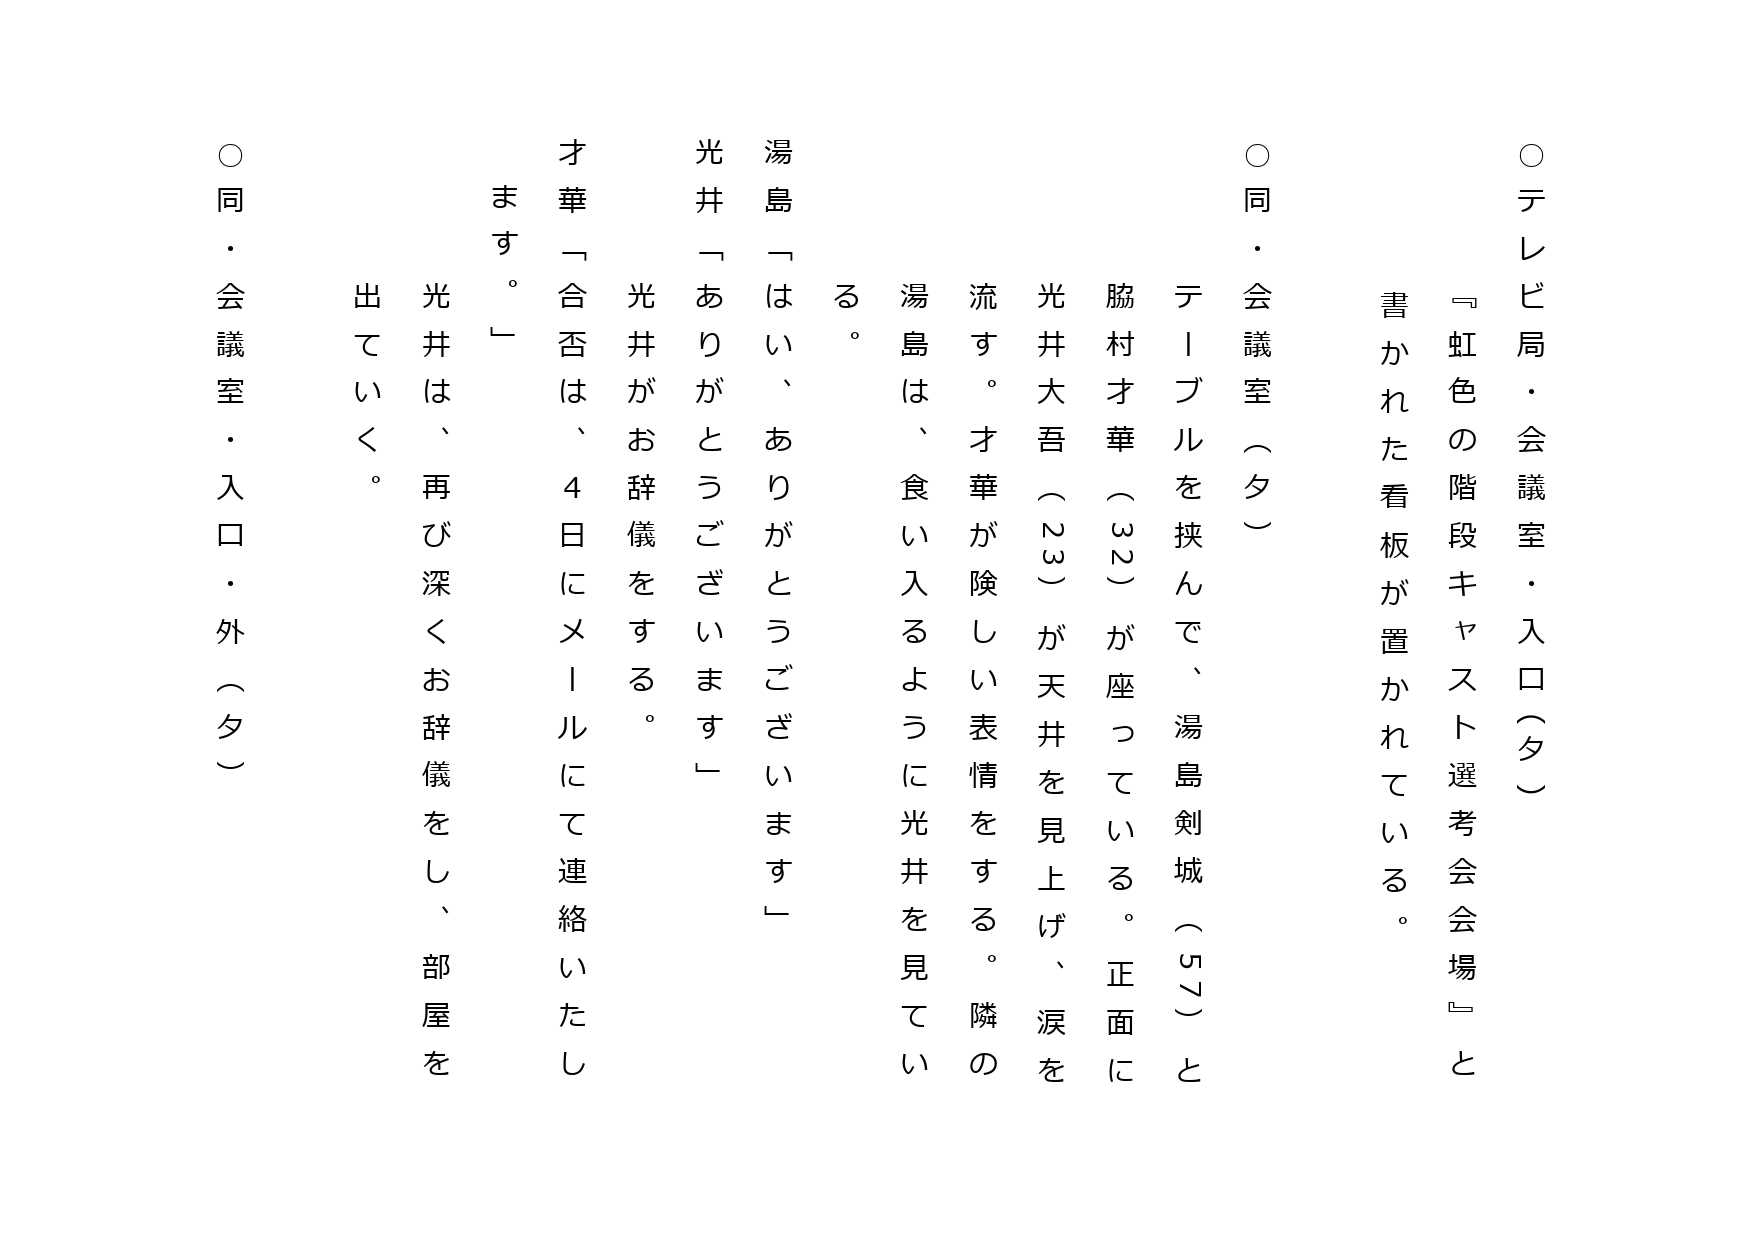 ○テレビ局・会議室・入口（夕）
『虹色の階段キャスト選考会会場』と
書かれた看板が置かれている。
○同・会議室（夕）
テーブルを挟んで、湯島剣城（57）と
脇村才華（32）が座っている。正面に
光井大吾（23）が天井を見上げ、涙を
流す。才華が険しい表情をする。隣の
湯島は、食い入るように光井を見てい
る。
湯島「はい、ありがとうございます」
光井「ありがとうございます」
光井がお辞儀をする。
才華「合否は、４日にメールにて連絡いたし
ます。」
光井は、再び深くお辞儀をし、部屋を
出ていく。
○同・会議室・入口・外（夕）